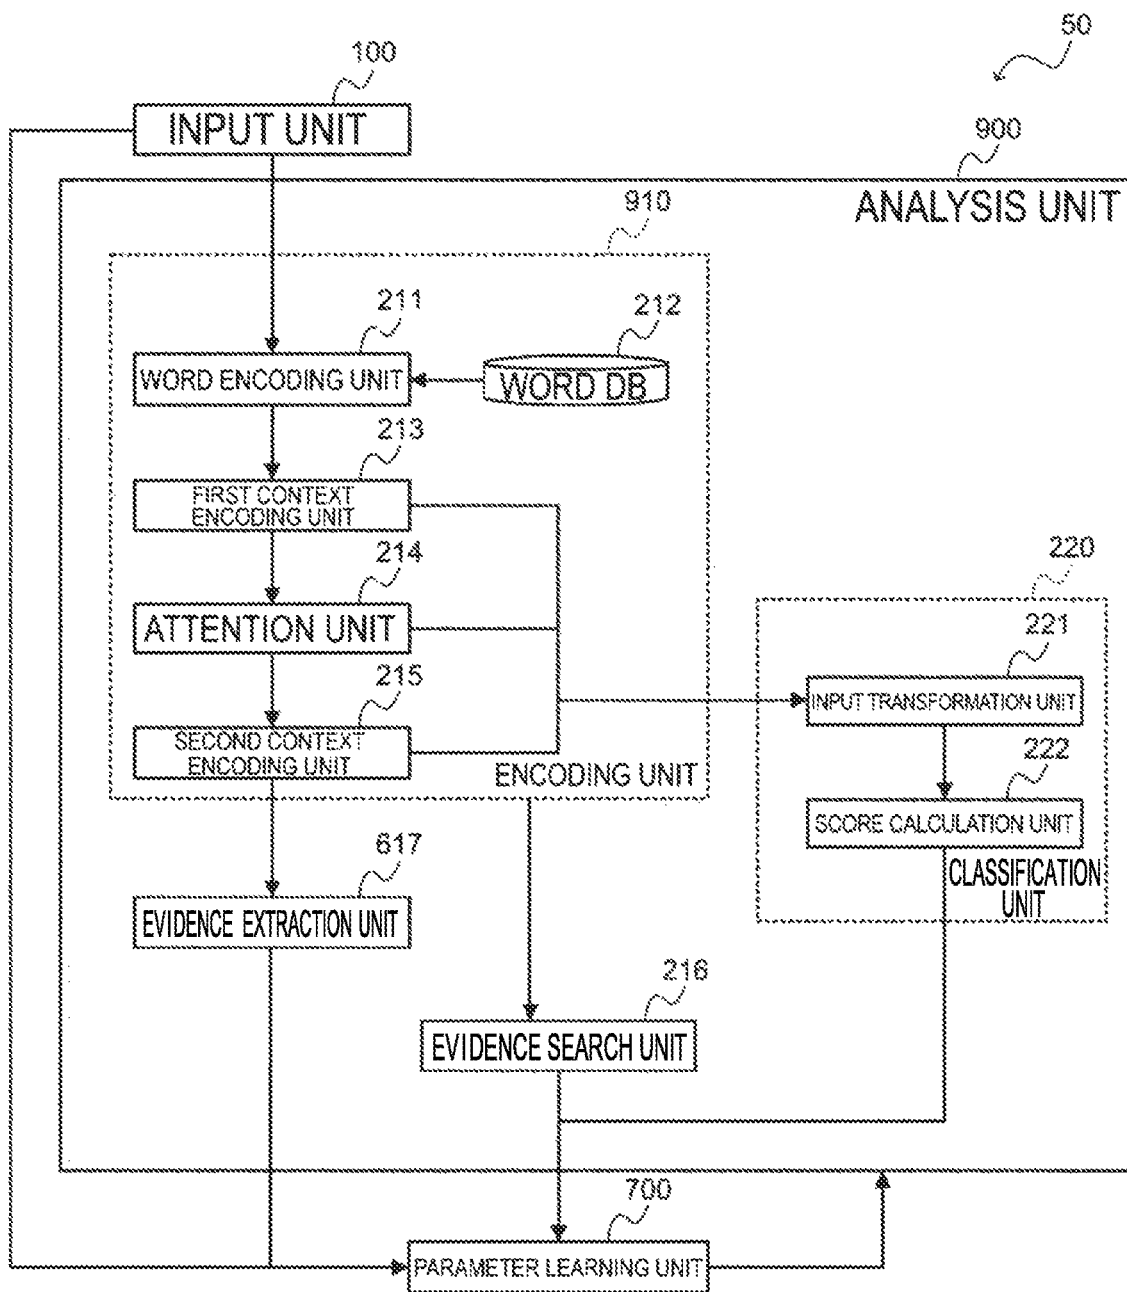 50
100
INPUT UNIT
900
ANALYSIS UNIT
910
211
212
WORD ENCODING UNIT
WORD DB
213
FIRST CONTEXT
ENCODING UNIT
214
220
ATTENTION UNIT
221
215
INPUT TRANSFORMATION UNIT
SECOND CONTEXT
ENCODING UNIT
ENCODING UNIT
222
SCORE CALCULATION UNIT
617
CLASSIFICATION
UNIT
EVIDENCE EXTRACTION UNIT
216
EVIDENCE SEARCH UNIT
700
PARAMETER LEARNING UNIT